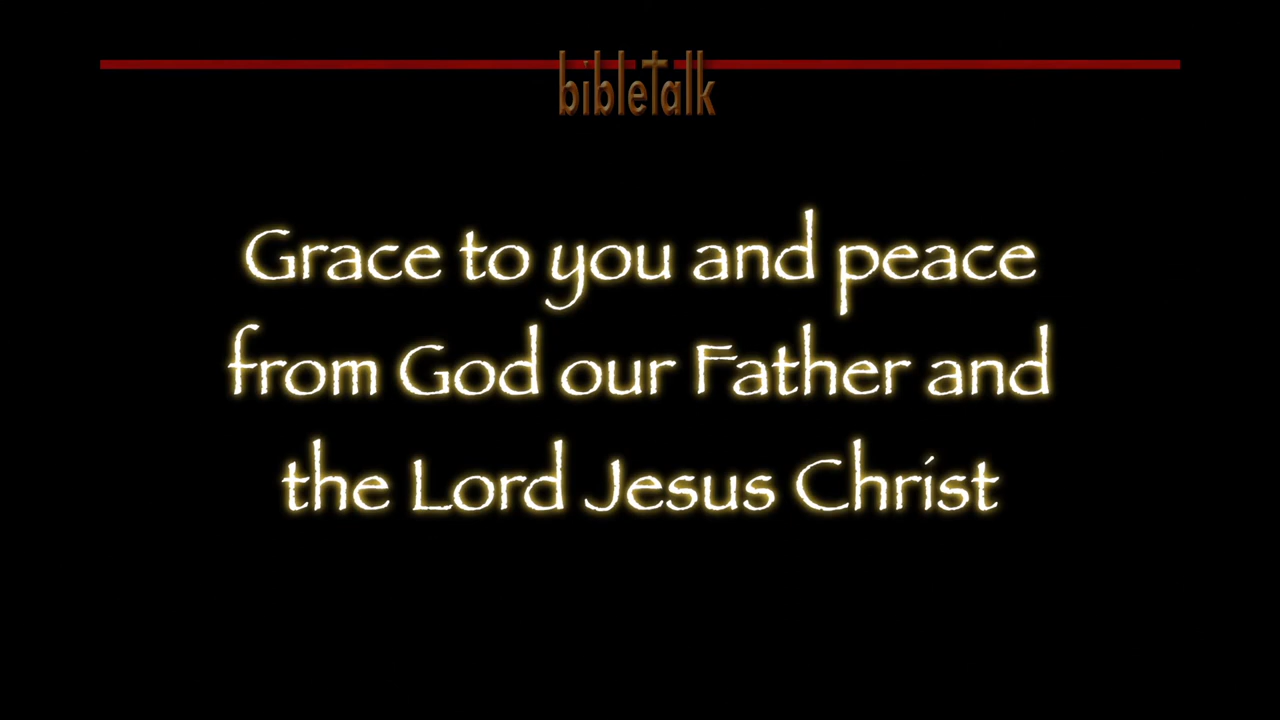 bibleTalk
Grace to you and peace
from God our Father and
the Lord Jesus Christ